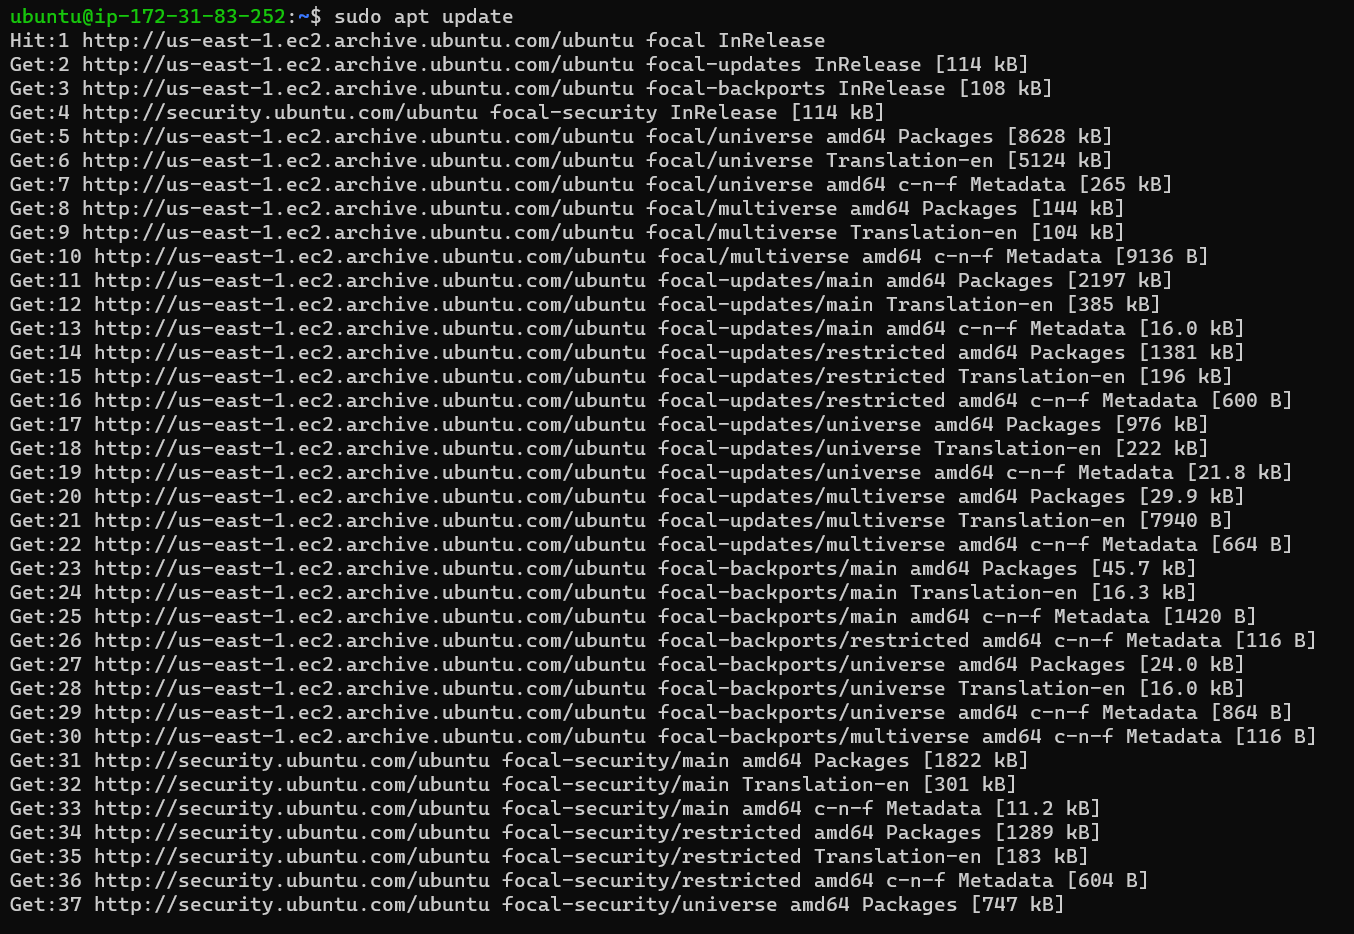 ubuntu@ip-172-31-83-252:~$ sudo apt update
Hit:1 http://us-east-1.ec2.archive.ubuntu.com/ubuntu focal InRelease
Get:2 http://us-east-1.ec2.archive.ubuntu.com/ubuntu focal-updates InRelease [114 kB]
Get:3 http://us-east-1.ec2.archive.ubuntu.com/ubuntu focal-backports InRelease [108 kB]
Get:4 http://security.ubuntu.com/ubuntu focal-security InRelease [114 kB]
Get:5 http://us-east-1.ec2.archive.ubuntu.com/ubuntu focal/universe amd64 Packages [8628 kB]
Get:6 http://us-east-1.ec2.archive.ubuntu.com/ubuntu focal/universe Translation-en [5124 kB]
Get:7 http://us-east-1.ec2.archive.ubuntu.com/ubuntu focal/universe amd64 c-n-f Metadata [265 kB]
Get:8 http://us-east-1.ec2.archive.ubuntu.com/ubuntu focal/multiverse amd64 Packages [144 kB]
Get:9 http://us-east-1.ec2.archive.ubuntu.com/ubuntu focal/multiverse Translation-en [104 kB]
Get:10 http://us-east-1.ec2.archive.ubuntu.com/ubuntu focal/multiverse amd64 c-n-f Metadata [9136 B]
Get:11 http://us-east-1.ec2.archive.ubuntu.com/ubuntu focal-updates/main amd64 Packages [2197 kB]
Get:12 http://us-east-1.ec2.archive.ubuntu.com/ubuntu focal-updates/main Translation-en [385 kB]
Get:13 http://us-east-1.ec2.archive.ubuntu.com/ubuntu focal-updates/main amd64 c-n-f Metadata [16.0 kB]
Get:14 http://us-east-1.ec2.archive.ubuntu.com/ubuntu focal-updates/restricted amd64 Packages [1381 kB]
Get:15 http://us-east-1.ec2.archive.ubuntu.com/ubuntu focal-updates/restricted Translation-en [196 kB]
Get:16 http://us-east-1.ec2.archive.ubuntu.com/ubuntu focal-updates/restricted amd64 c-n-f Metadata [600 B]
Get:17 http://us-east-1.ec2.archive.ubuntu.com/ubuntu focal-updates/universe amd64 Packages [976 kB]
Get:18 http://us-east-1.ec2.archive.ubuntu.com/ubuntu focal-updates/universe Translation-en [222 kB]
Get:19 http://us-east-1.ec2.archive.ubuntu.com/ubuntu focal-updates/universe amd64 c-n-f Metadata [21.8 kB]
Get:20 http://us-east-1.ec2.archive.ubuntu.com/ubuntu focal-updates/multiverse amd64 Packages [29.9 kB]
Get:21 http://us-east-1.ec2.archive.ubuntu.com/ubuntu focal-updates/multiverse Translation-en [7940 B]
Get:22 http://us-east-1.ec2.archive.ubuntu.com/ubuntu focal-updates/multiverse amd64 c-n-f Metadata [664 B]
Get:23 http://us-east-1.ec2.archive.ubuntu.com/ubuntu focal-backports/main amd64 Packages [45.7 kB]
Get:24 http://us-east-1.ec2.archive.ubuntu.com/ubuntu focal-backports/main Translation-en [16.3 kB]
Get:25 http://us-east-1.ec2.archive.ubuntu.com/ubuntu focal-backports/main amd64 c-n-f Metadata [1420 B]
Get:26 http://us-east-1.ec2.archive.ubuntu.com/ubuntu focal-backports/restricted amd64 c-n-f Metadata [116 B]
Get:27 http://us-east-1.ec2.archive.ubuntu.com/ubuntu focal-backports/universe amd64 Packages [24.0 kB]
Get:28 http://us-east-1.ec2.archive.ubuntu.com/ubuntu focal-backports/universe Translation-en [16.0 kB]
Get:29 http://us-east-1.ec2.archive.ubuntu.com/ubuntu focal-backports/universe amd64 c-n-f Metadata [864 B]
Get:30 http://us-east-1.ec2.archive.ubuntu.com/ubuntu focal-backports/multiverse amd64 c-n-f Metadata [116 B]
Get:31 http://security.ubuntu.com/ubuntu focal-security/main amd64 Packages [1822 kB]
Get:32 http://security.ubuntu.com/ubuntu focal-security/main Translation-en [301 kB]
Get:33 http://security.ubuntu.com/ubuntu focal-security/main amd64 c-n-f Metadata [11.2 kB]
Get:34 http://security.ubuntu.com/ubuntu focal-security/restricted amd64 Packages [1289 kB]
Get:35 http://security.ubuntu.com/ubuntu focal-security/restricted Translation-en [183 kB]
Get:36 http://security.ubuntu.com/ubuntu focal-security/restricted amd64 c-n-f Metadata [604 B]
Get:37 http://security.ubuntu.com/ubuntu focal-security/universe amd64 Packages [747 kB]